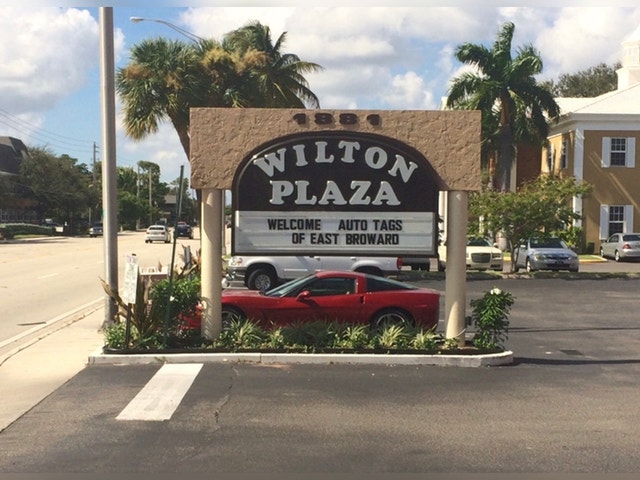 1881
WILTON
PLAZA
WELCOME AUTO TAGS
OF EAST BROWARD